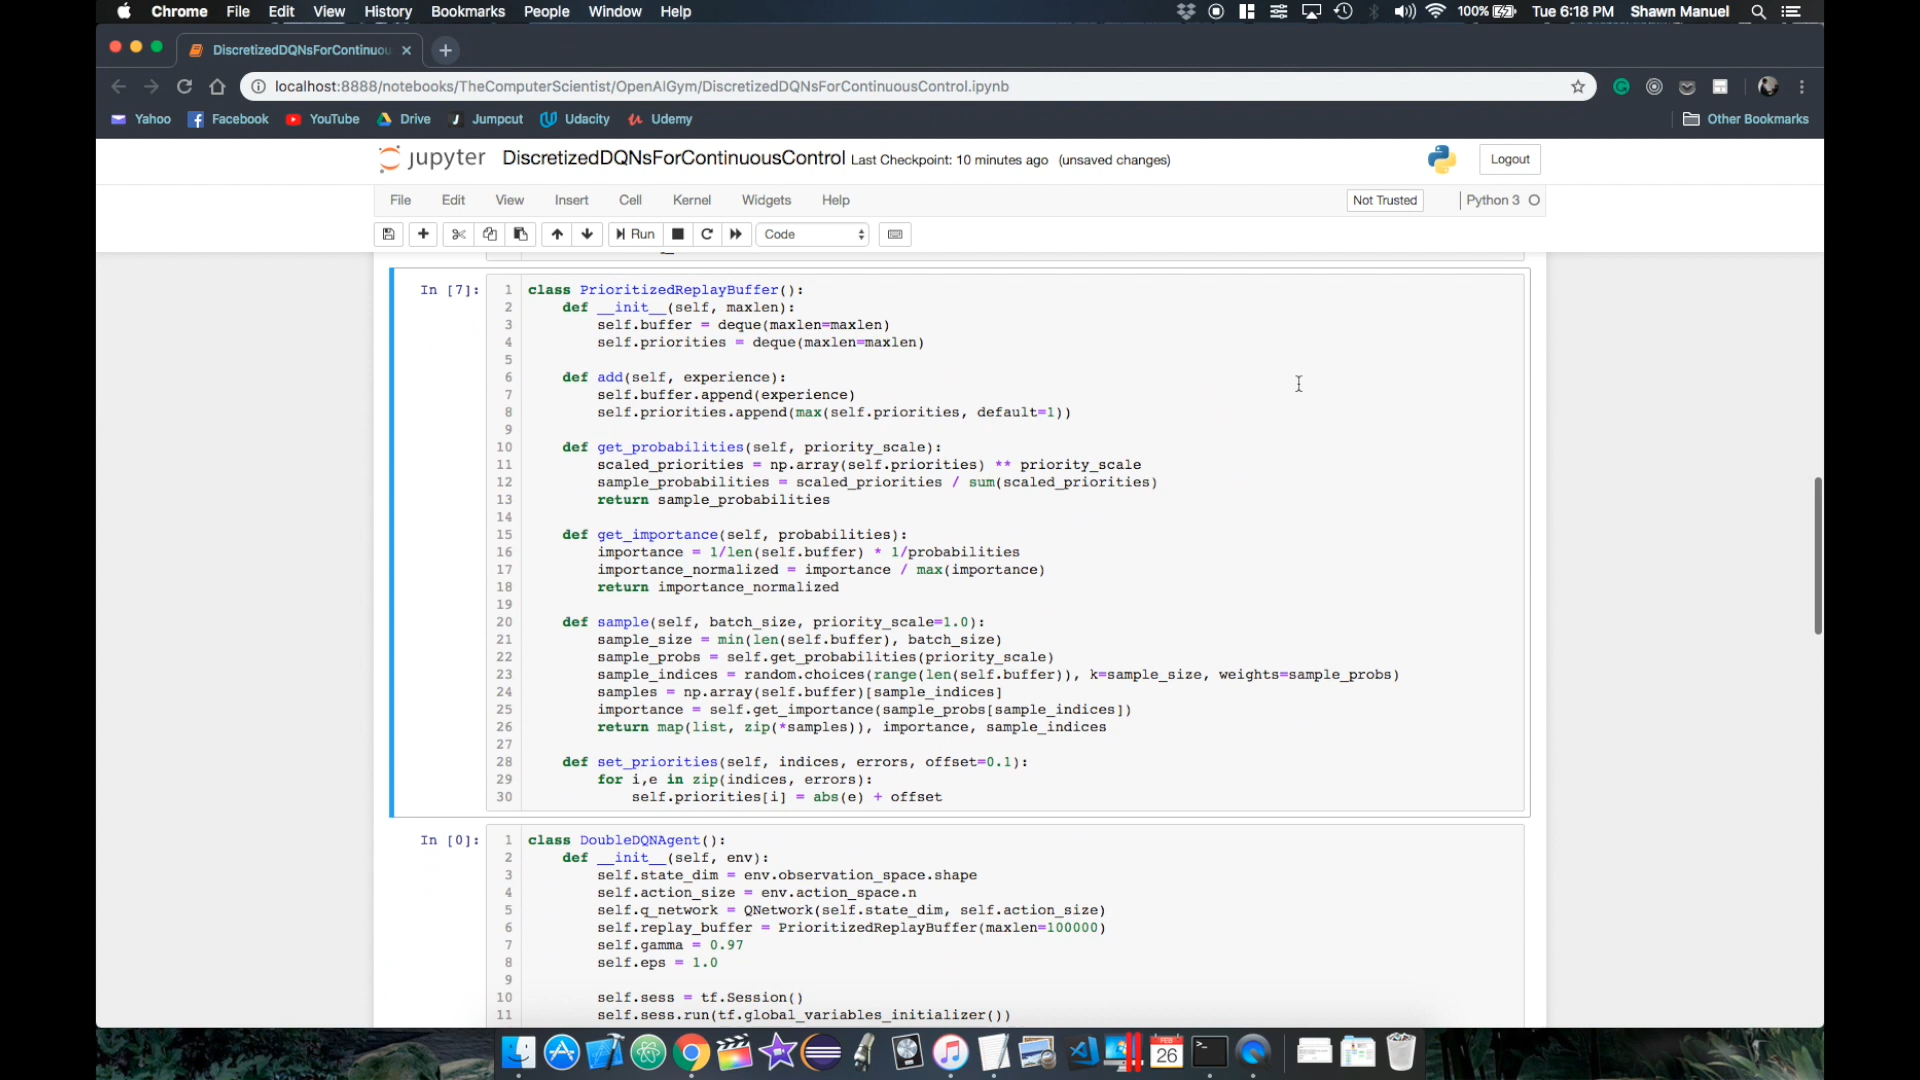 Chrome File Edit View History Bookmarks People Window Help 100% Tue 6:18 PM Shawn Manuel
DiscretizedDQNsForContinuou
localhost:8888/notebooks/TheComputerScientist/OpenAIGym/DiscretizedDQNsForContinuousControl.ipynb
Yahoo Facebook YouTube Drive Jumpcut Udacity Udemy Other Bookmarks
jupyter DiscretizedDQNsForContinuousControl Last Checkpoint: 10 minutes ago (unsaved changes) Logout
File Edit View Insert Cell Kernel Widgets Help Not Trusted Python 3
Run Code
In [7]: 1 class PrioritizedReplayBuffer():
2 def __init__(self, maxlen):
3 self.buffer = deque(maxlen=maxlen)
4 self.priorities = deque(maxlen=maxlen)
5
6 def add(self, experience):
7 self.buffer.append(experience)
8 self.priorities.append(max(self.priorities, default=1))
9
10 def get_probabilities(self, priority_scale):
11 scaled_priorities = np.array(self.priorities) ** priority_scale
12 sample_probabilities = scaled_priorities / sum(scaled_priorities)
13 return sample_probabilities
14
15 def get_importance(self, probabilities):
16 importance = 1/len(self.buffer) * 1/probabilities
17 importance_normalized = importance / max(importance)
18 return importance_normalized
19
20 def sample(self, batch_size, priority_scale=1.0):
21 sample_size = min(len(self.buffer), batch_size)
22 sample_probs = self.get_probabilities(priority_scale)
23 sample_indices = random.choices(range(len(self.buffer)), k=sample_size, weights=sample_probs)
24 samples = np.array(self.buffer)[sample_indices]
25 importance = self.get_importance(sample_probs[sample_indices])
26 return map(list, zip(*samples)), importance, sample_indices
27
28 def set_priorities(self, indices, errors, offset=0.1):
29 for i,e in zip(indices, errors):
30 self.priorities[i] = abs(e) + offset
In [0]: 1 class DoubleDQNAgent():
2 def __init__(self, env):
3 self.state_dim = env.observation_space.shape
4 self.action_size = env.action_space.n
5 self.q_network = QNetwork(self.state_dim, self.action_size)
6 self.replay_buffer = PrioritizedReplayBuffer(maxlen=100000)
7 self.gamma = 0.97
8 self.eps = 1.0
9
10 self.sess = tf.Session()
11 self.sess.run(tf.global_variables_initializer())
FEB
26